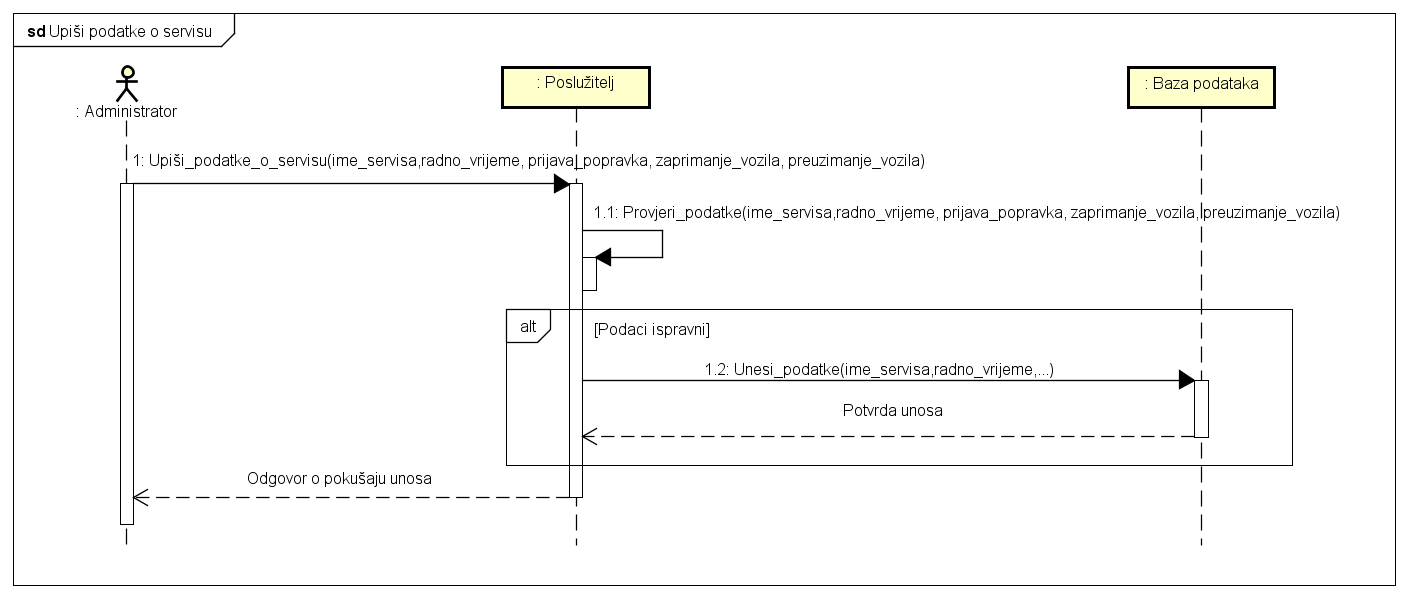 sd Upiši podatke o servisu
: Administrator
: Poslužitelj
: Baza podataka
1: Upiši_podatke_o_servisu(ime_servisa,radno_vrijeme, prijava_popravka, zaprimanje_vozila, preuzimanje_vozila)
1.1: Provjeri_podatke(ime_servisa,radno_vrijeme, prijava_popravka, zaprimanje_vozila, preuzimanje_vozila)
alt
[Podaci ispravni]
1.2: Unesi_podatke(ime_servisa,radno_vrijeme,...)
Potvrda unosa
Odgovor o pokušaju unosa